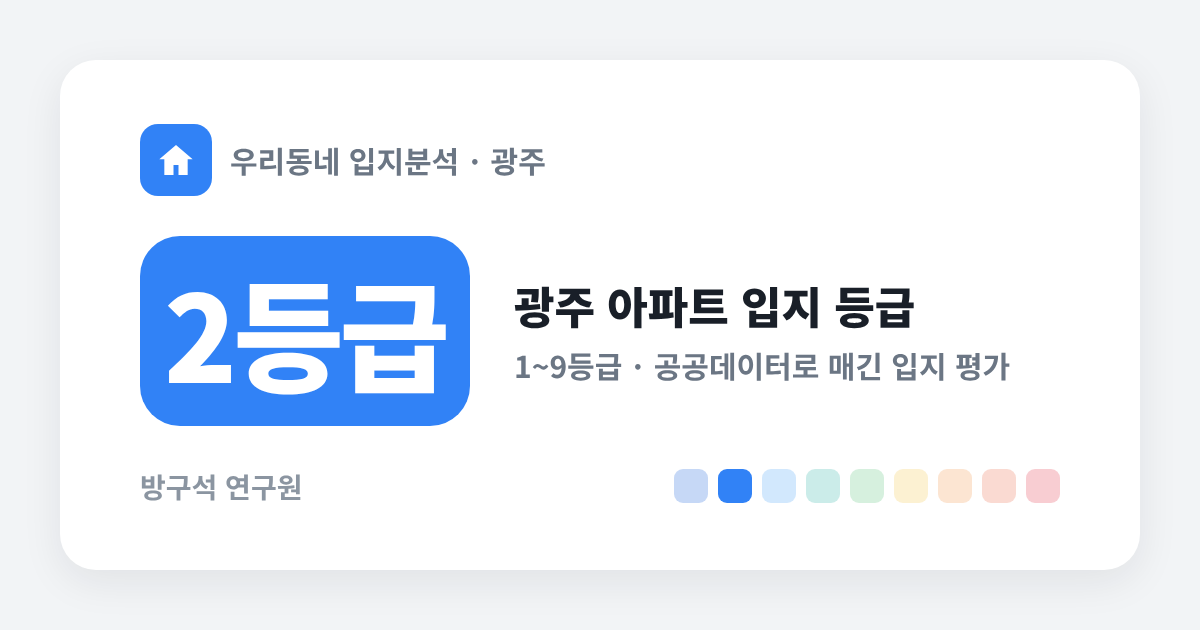 우리동네 입지분석 · 광주
2등급
광주 아파트 입지 등급
1~9등급 · 공공데이터로 매긴 입지 평가
방구석 연구원